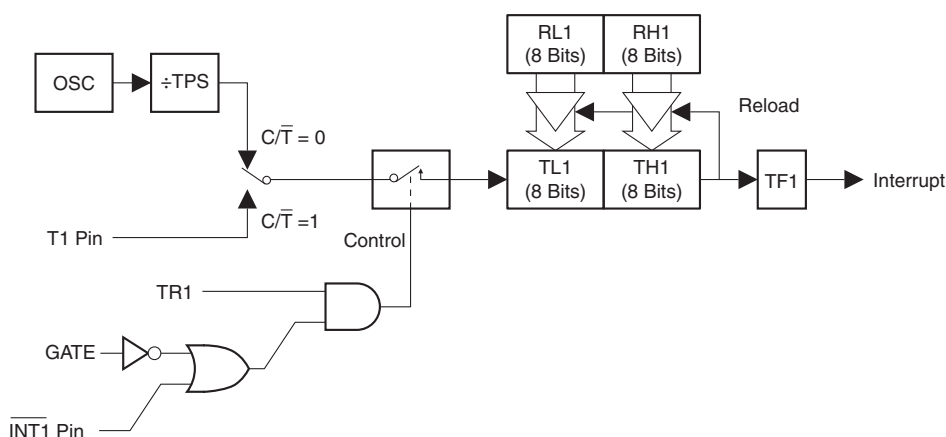 RL1
(8 Bits)
RH1
(8 Bits)
OSC
÷TPS
Reload
C/T̅ = 0
TL1
(8 Bits)
TH1
(8 Bits)
TF1
Interrupt
C/T̅ =1
T1 Pin
Control
TR1
GATE
I̅N̅T̅1̅ Pin